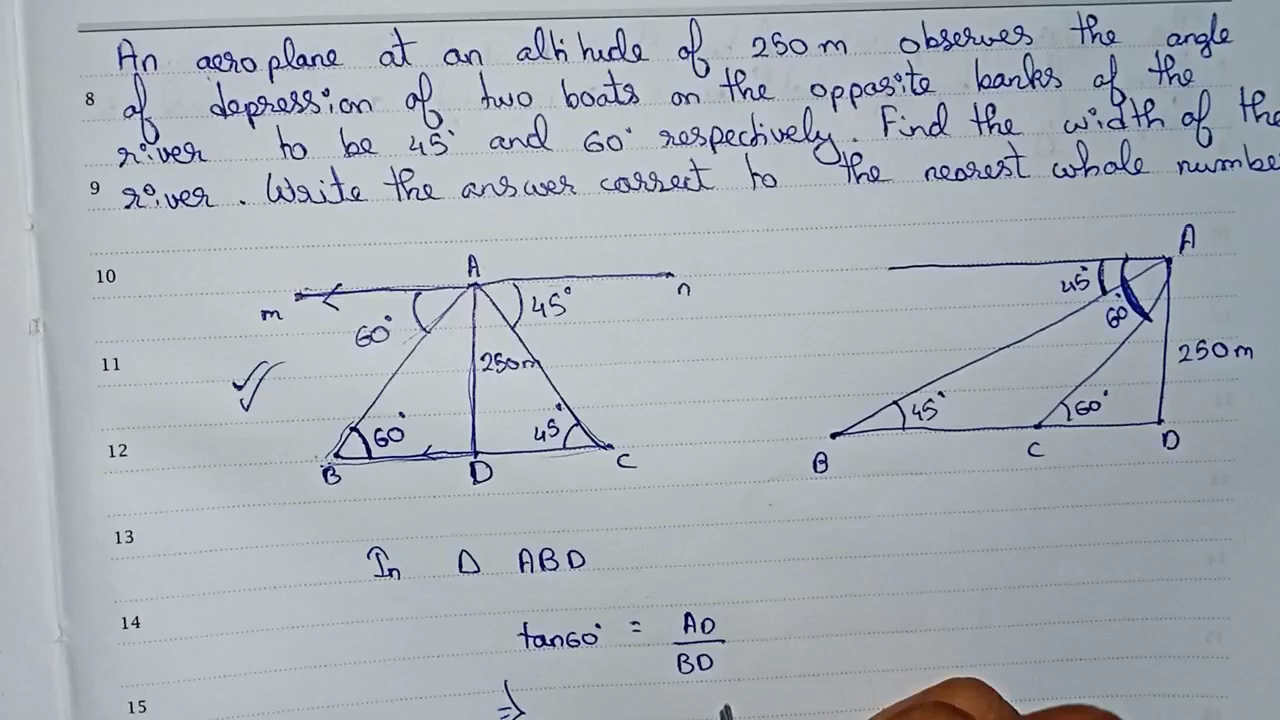 An aeroplane at an altitude of 250m observes the angle
8 of depression of two boats on the opposite banks of the
river to be 45° and 60° respectively. Find the width of the
9 river. Write the answer correct to the nearest whole numbe
10 A A
m n 45°
60° 45° 60°
11 250m 250m
12 60° 45° 45° 60°
B D C B C D
13
In Δ ABD
14 tan60° = AD
BD
15 ⇒